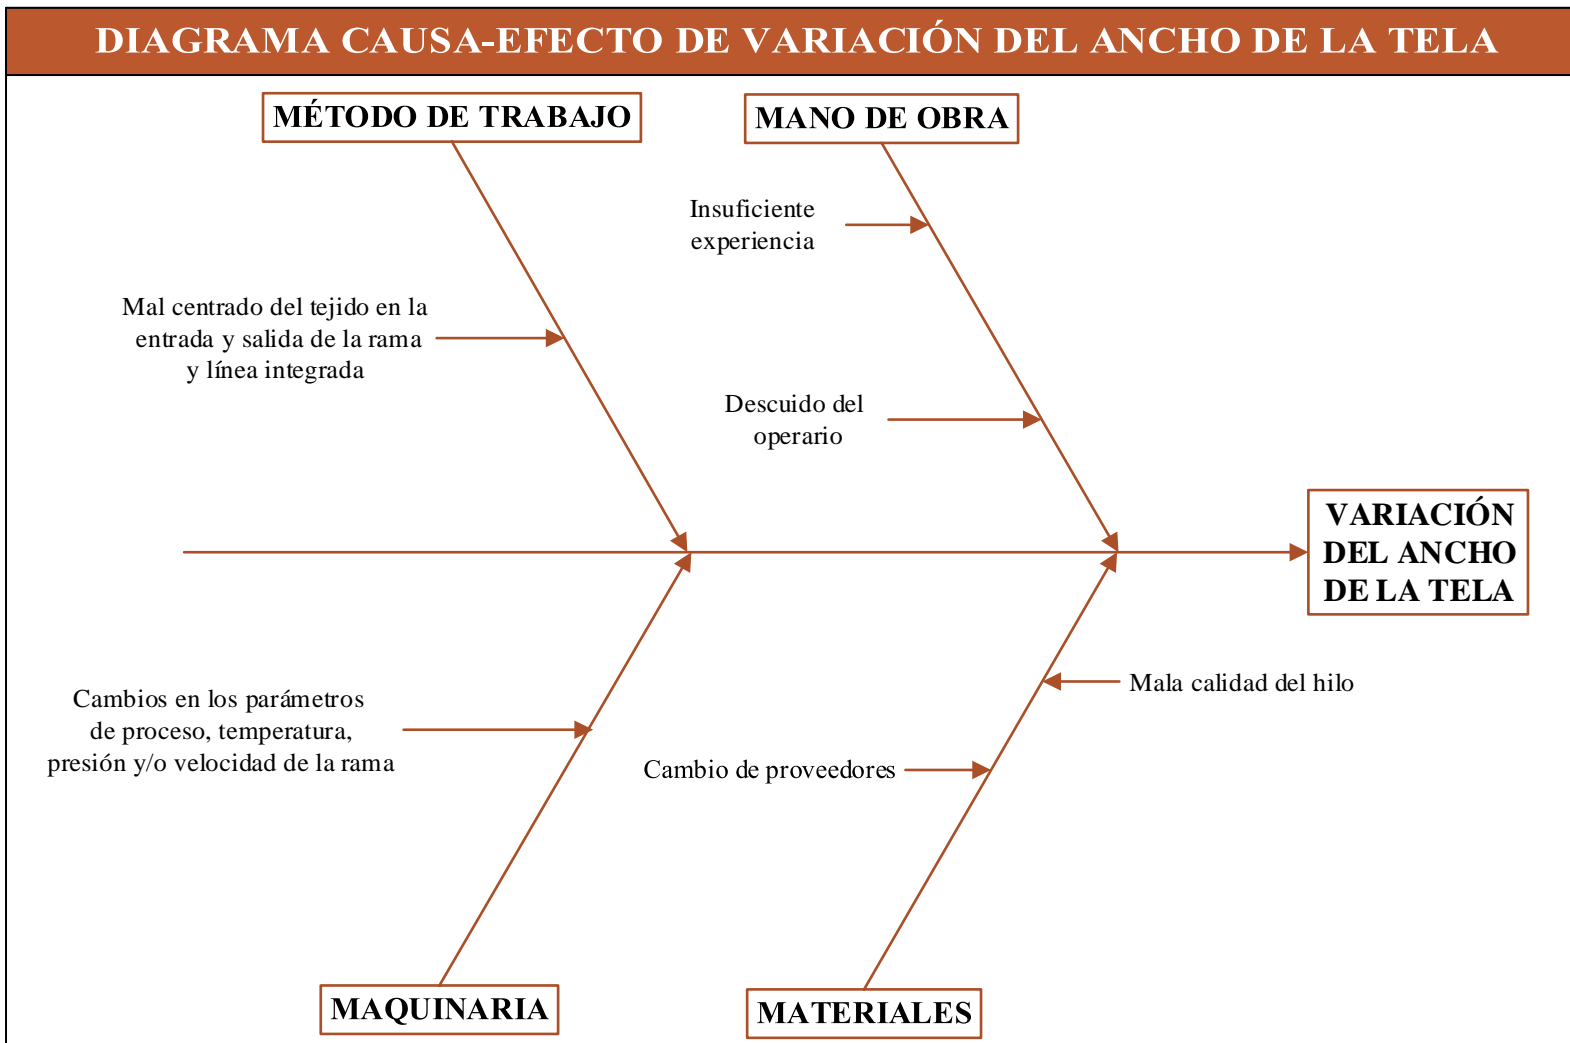 DIAGRAMA CAUSA-EFECTO DE VARIACIÓN DEL ANCHO DE LA TELA
MÉTODO DE TRABAJO
MANO DE OBRA
Insuficiente
experiencia
Mal centrado del tejido en la
entrada y salida de la rama
y línea integrada
Descuido del
operario
VARIACIÓN
DEL ANCHO
DE LA TELA
Cambios en los parámetros
de proceso, temperatura,
presión y/o velocidad de la rama
Mala calidad del hilo
Cambio de proveedores
MAQUINARIA
MATERIALES